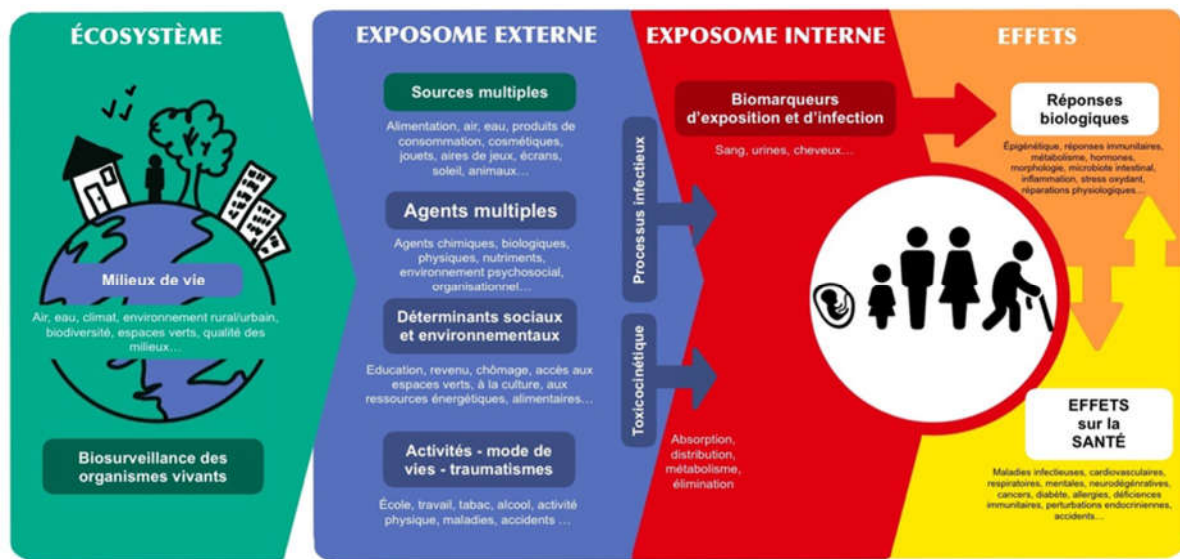 ÉCOSYSTÈME
Milieux de vie
Air, eau, climat, environnement rural/urbain,
biodiversité, espaces verts, qualité des
milieux…
Biosurveillance des
organismes vivants
EXPOSOME EXTERNE
Sources multiples
Alimentation, air, eau, produits de
consommation, cosmétiques,
jouets, aires de jeux, écrans,
soleil, animaux…
Agents multiples
Agents chimiques, biologiques,
physiques, nutriments,
environnement psychosocial,
organisationnel…
Déterminants sociaux
et environnementaux
Education, revenu, chômage, accès aux
espaces verts, à la culture, aux
ressources énergétiques, alimentaires…
Activités - mode de
vies - traumatismes
École, travail, tabac, alcool, activité
physique, maladies, accidents …
Processus infectieux
Toxicocinétique
EXPOSOME INTERNE
Biomarqueurs
d'exposition et d'infection
Sang, urines, cheveux…
Absorption,
distribution,
métabolisme,
élimination
EFFETS
Réponses
biologiques
Épigénétique, réponses immunitaires,
métabolisme, hormones,
morphologie, microbiote intestinal,
inflammation, stress oxydant,
réparations physiologiques…
EFFETS
sur la
SANTÉ
Maladies infectieuses, cardiovasculaires,
respiratoires, mentales, neurodégénratives,
cancers, diabète, allergies, déficiences
immunitaires, perturbations endocriniennes,
accidents…